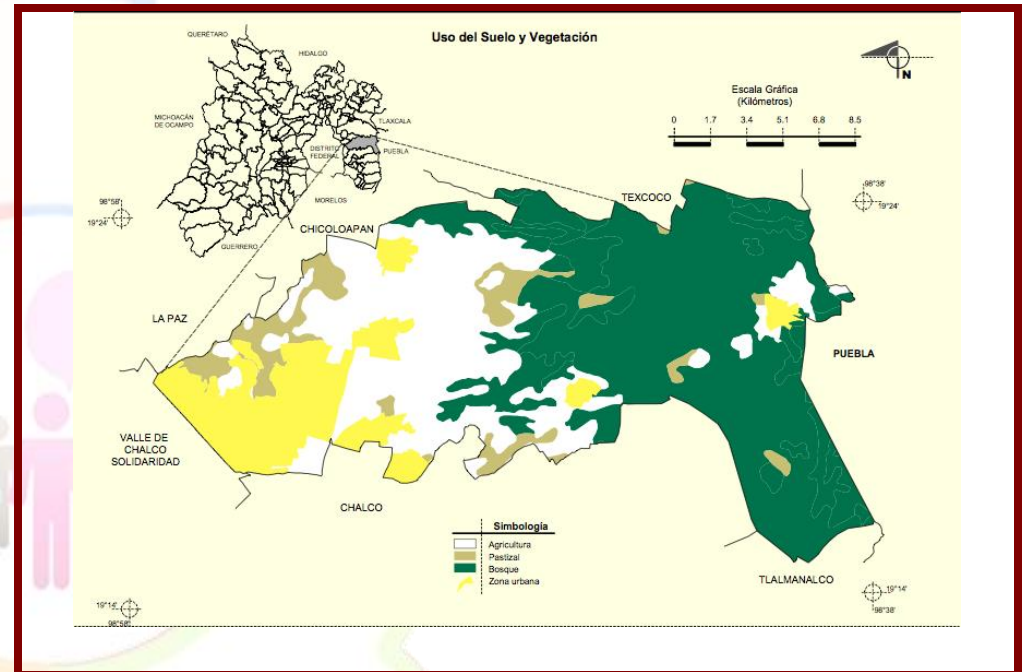 Uso del Suelo y Vegetación
QUERÉTARO
HIDALGO
MICHOACÁN
DE OCAMPO
TLAXCALA
DISTRITO
FEDERAL
PUEBLA
MORELOS
GUERRERO
N
Escala Gráfica
(Kilómetros)
0 1.7 3.4 5.1 6.8 8.5
98°58'
19°24'
98°38'
19°24'
TEXCOCO
CHICOLOAPAN
LA PAZ
PUEBLA
VALLE DE
CHALCO
SOLIDARIDAD
CHALCO
TLALMANALCO
Simbología
Agricultura
Pastizal
Bosque
Zona urbana
19°14'
98°58'
19°14'
98°38'